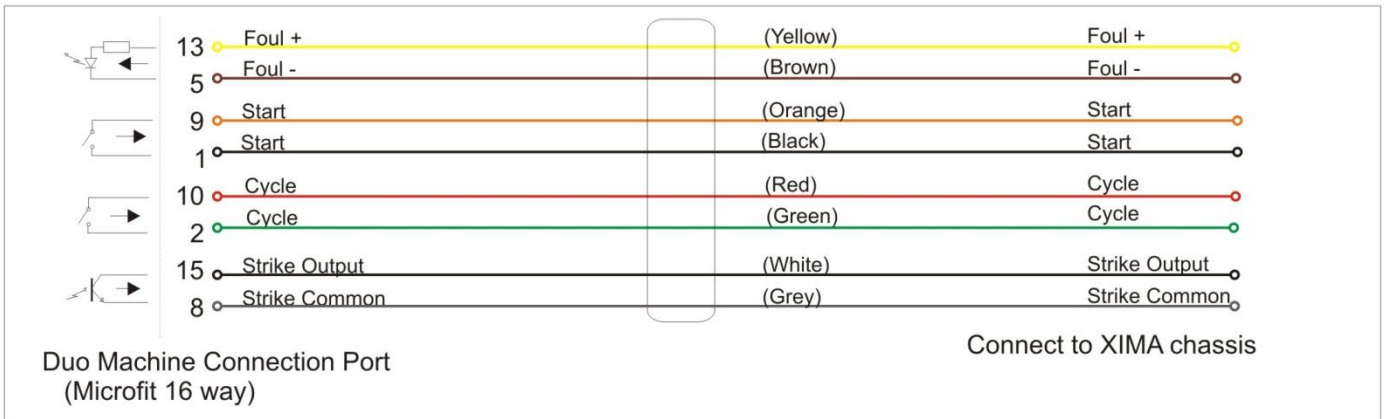 13 Foul + (Yellow) Foul +
5 Foul - (Brown) Foul -
9 Start (Orange) Start
1 Start (Black) Start
10 Cycle (Red) Cycle
2 Cycle (Green) Cycle
15 Strike Output (White) Strike Output
8 Strike Common (Grey) Strike Common
Duo Machine Connection Port
(Microfit 16 way)
Connect to XIMA chassis